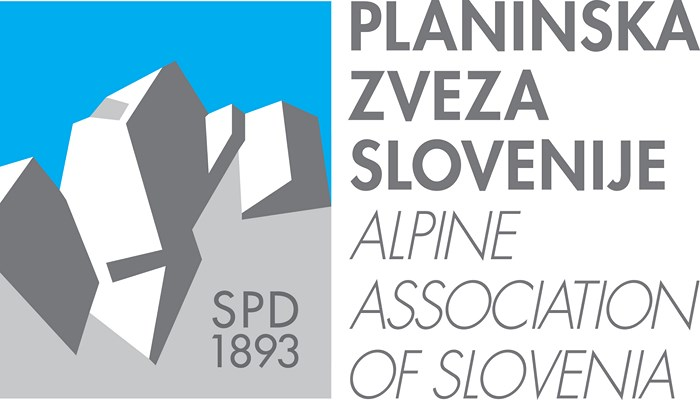 PLANINSKA
ZVEZA
SLOVENIJE
ALPINE
ASSOCIATION
OF SLOVENIA
SPD
1893